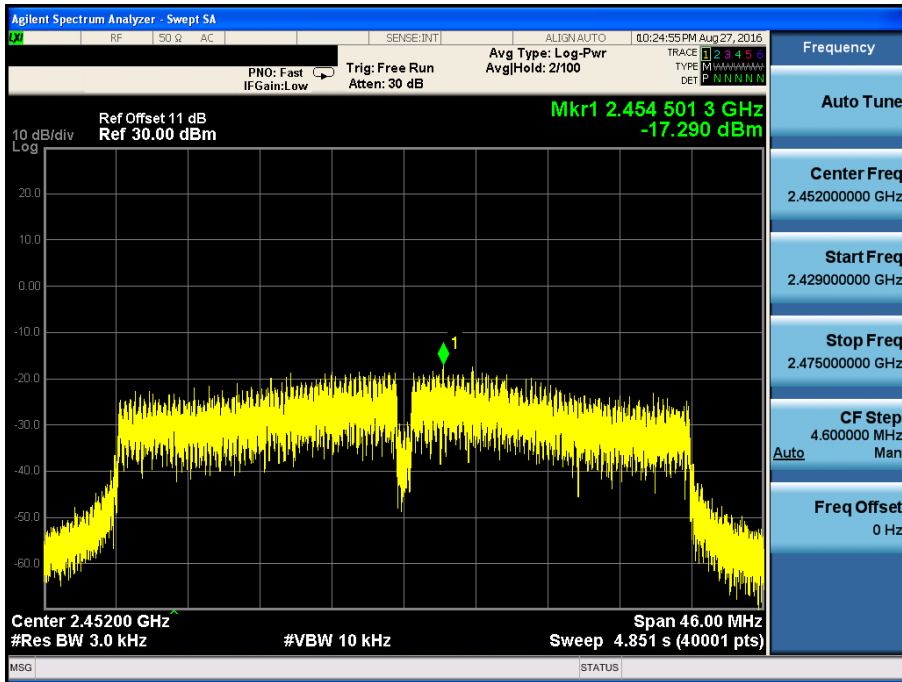 Agilent Spectrum Analyzer - Swept SA
LXI RF 50 Ω AC SENSE:INT ALIGNAUTO 10:24:55 PM Aug 27, 2016
PNO: Fast Trig: Free Run Avg Type: Log-Pwr TRACE 1 2 3 4 5 6
IFGain:Low Atten: 30 dB Avg|Hold: 2/100 TYPE M WWWWW
DET P N N N N N
Frequency
Mkr1 2.454 501 3 GHz
-17.290 dBm
Ref Offset 11 dB
10 dB/div Ref 30.00 dBm
Log
20.0
10.0
0.00
-10.0
-20.0
-30.0
-40.0
-50.0
-60.0
1
Center 2.45200 GHz Span 46.00 MHz
#Res BW 3.0 kHz #VBW 10 kHz Sweep 4.851 s (40001 pts)
Auto Tune
Center Freq
2.452000000 GHz
Start Freq
2.429000000 GHz
Stop Freq
2.475000000 GHz
CF Step
4.600000 MHz
Auto Man
Freq Offset
0 Hz
MSG STATUS